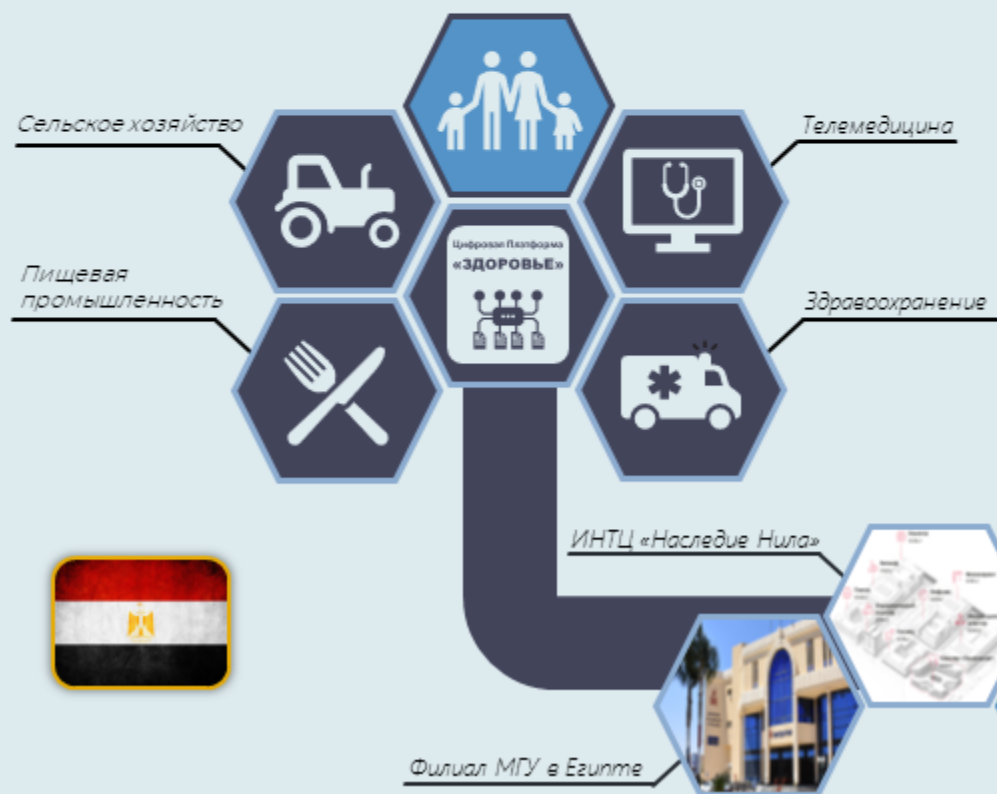 Сельское хозяйство
Телемедицина
Цифровая Платформа
«ЗДОРОВЬЕ»
Пищевая
промышленность
Здравоохранение
ИНТЦ «Наследие Нила»
Филиал МГУ в Египте